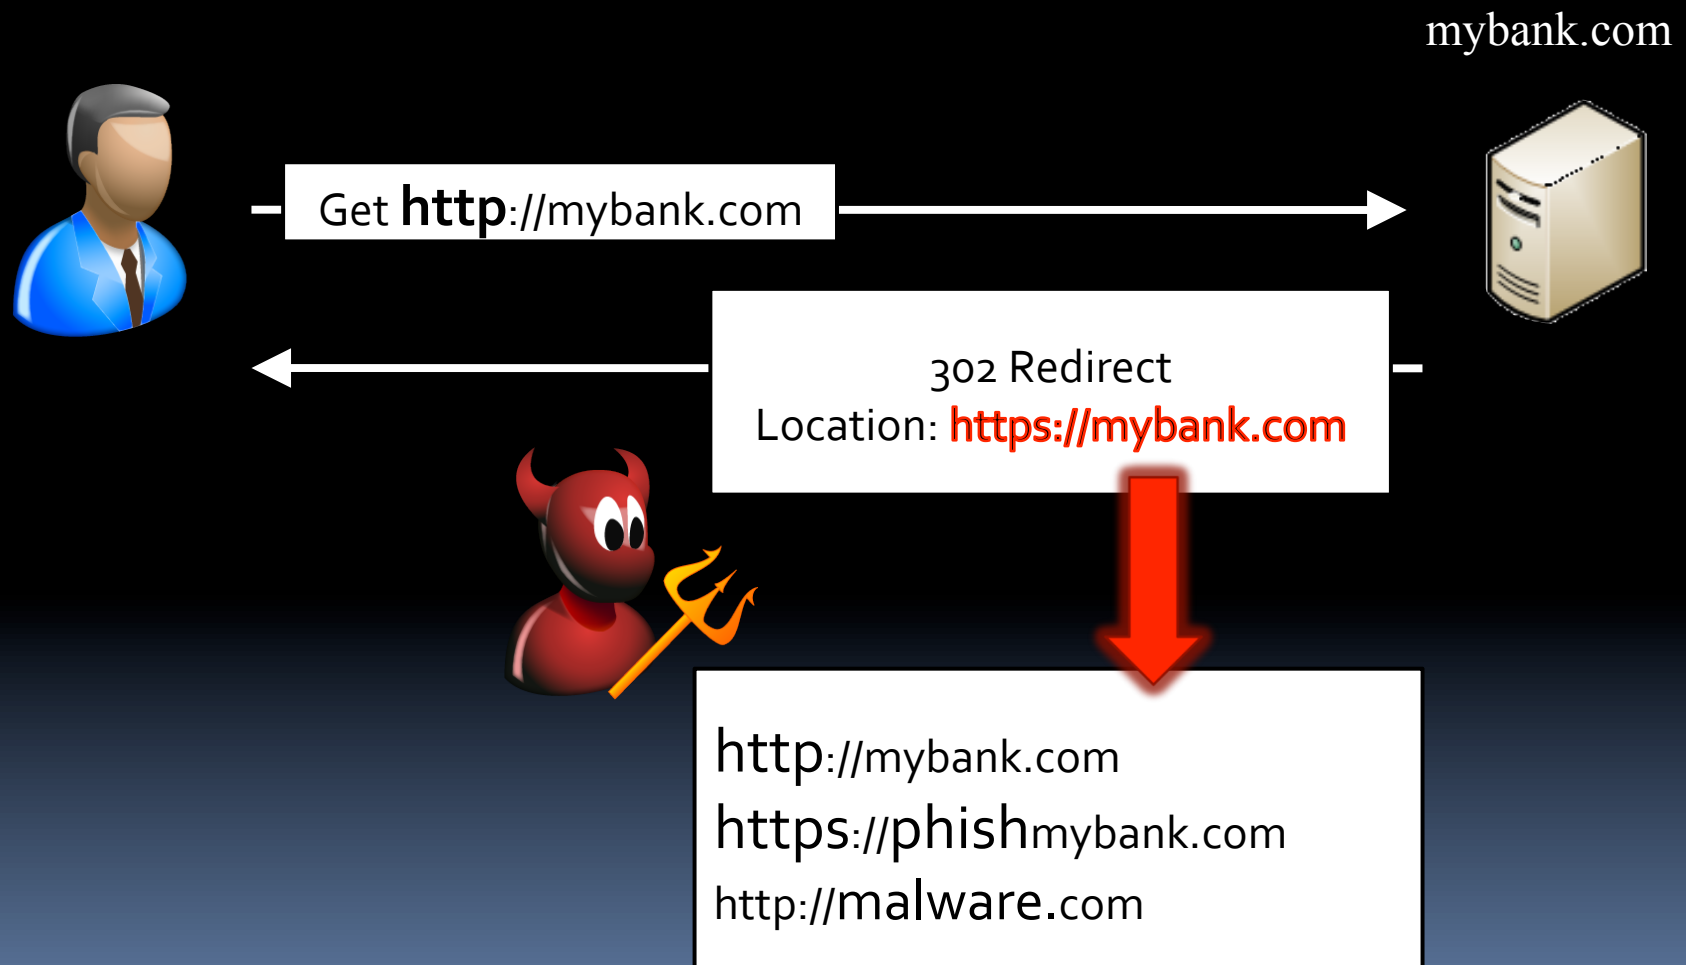 mybank.com
Get http://mybank.com
302 Redirect
Location: https://mybank.com
http://mybank.com
https://phishmybank.com
http://malware.com